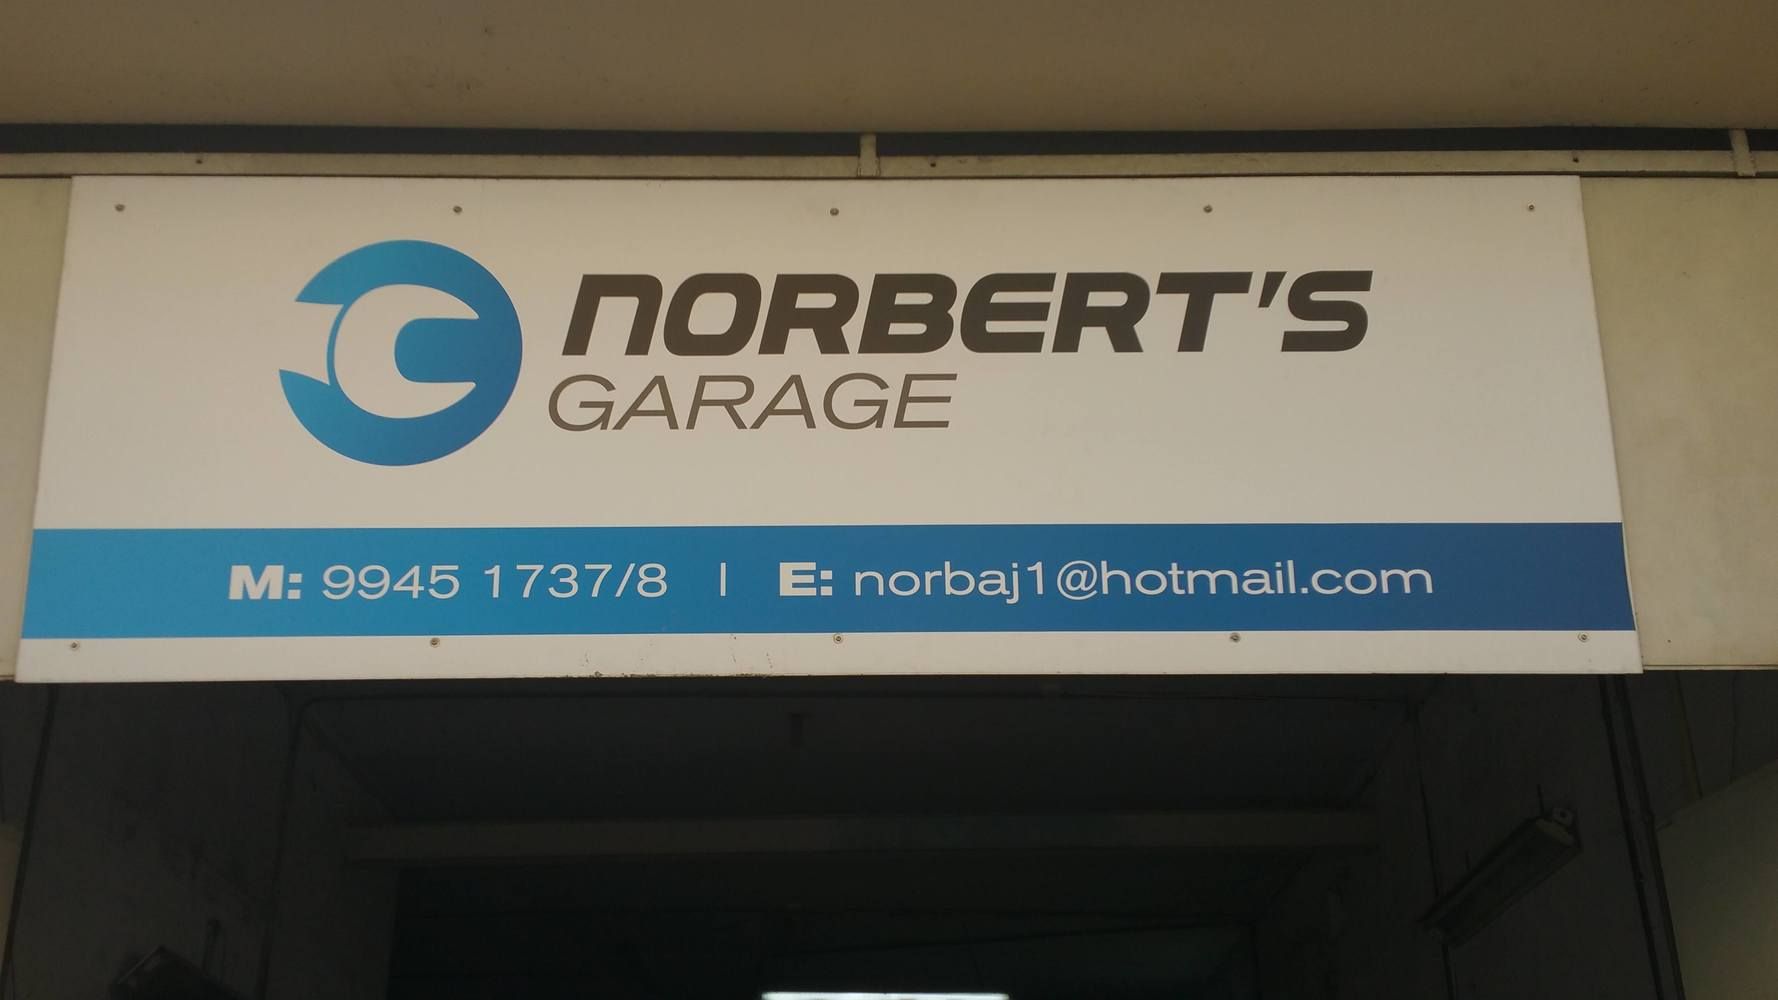 NORBERT'S
GARAGE
M: 9945 1737/8 | E: norbaj1@hotmail.com